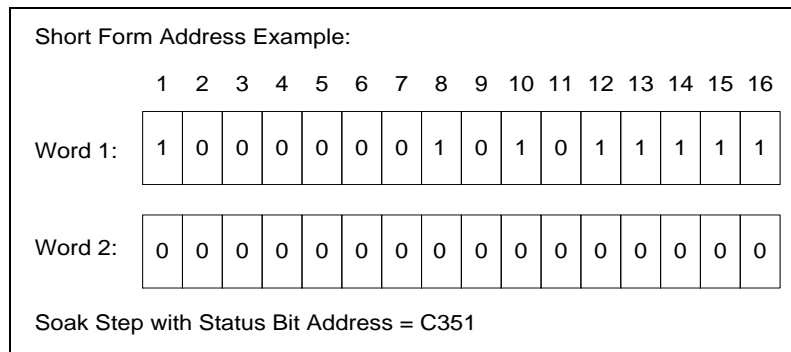 Short Form Address Example:
1 2 3 4 5 6 7 8 9 10 11 12 13 14 15 16
Word 1: 1 0 0 0 0 0 0 1 0 1 0 1 1 1 1 1
Word 2: 0 0 0 0 0 0 0 0 0 0 0 0 0 0 0 0
Soak Step with Status Bit Address = C351